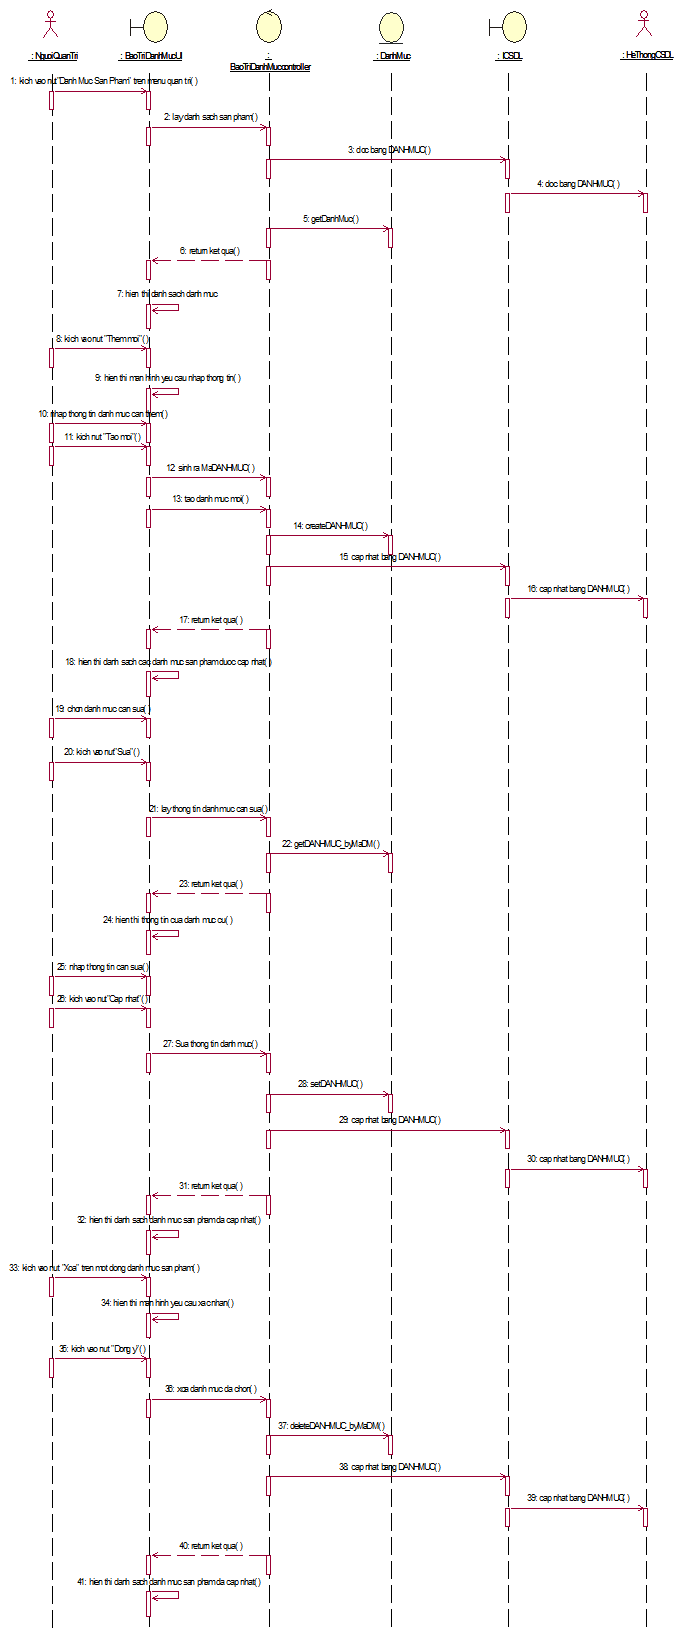 : NguoiQuanTri
: BaoTriDanhMucUI
:
BaoTriDanhMuccontroller
: DanhMuc
: ICSDL
: HeThongCSDL
1: kich vao nut"Danh Muc San Pham" tren menu quan tri( )
2: lay danh sach san pham( )
3: doc bang DANHMUC( )
4: doc bang DANHMUC( )
5: getDanhMuc( )
6: return ket qua( )
7: hien thi danh sach danh muc
8: kich vao nut "Them moi"( )
9: hien thi man hinh yeu cau nhap thong tin( )
10: nhap thong tin danh muc can them( )
11: kich nut "Tao moi"( )
12: sinh ra MaDANHMUC( )
13: tao danh muc moi( )
14: createDANHMUC( )
15: cap nhat bang DANHMUC( )
16: cap nhat bang DANHMUC( )
17: return ket qua( )
18: hien thi danh sach cac danh muc san pham duoc cap nhat( )
19: chon danh muc can sua( )
20: kich vao nut"Sua"( )
21: lay thong tin danh muc can sua( )
22: getDANHMUC_byMaDM( )
23: return ket qua( )
24: hien thi thong tin cua danh muc cu( )
25: nhap thong tin can sua( )
26: kich vao nut"Cap nhat"( )
27: Sua thong tin danh muc( )
28: setDANHMUC( )
29: cap nhat bang DANHMUC( )
30: cap nhat bang DANHMUC( )
31: return ket qua( )
32: hien thi danh sach danh muc san pham da cap nhat( )
33: kich vao nut "Xoa" tren mot dong danh muc san pham( )
34: hien thi man hinh yeu cau xac nhan( )
35: kich vao nut "Dong y"( )
36: xoa danh muc da chon( )
37: deleteDANHMUC_byMaDM( )
38: cap nhat bang DANHMUC( )
39: cap nhat bang DANHMUC( )
40: return ket qua( )
41: hien thi danh sach danh muc san pham da cap nhat( )